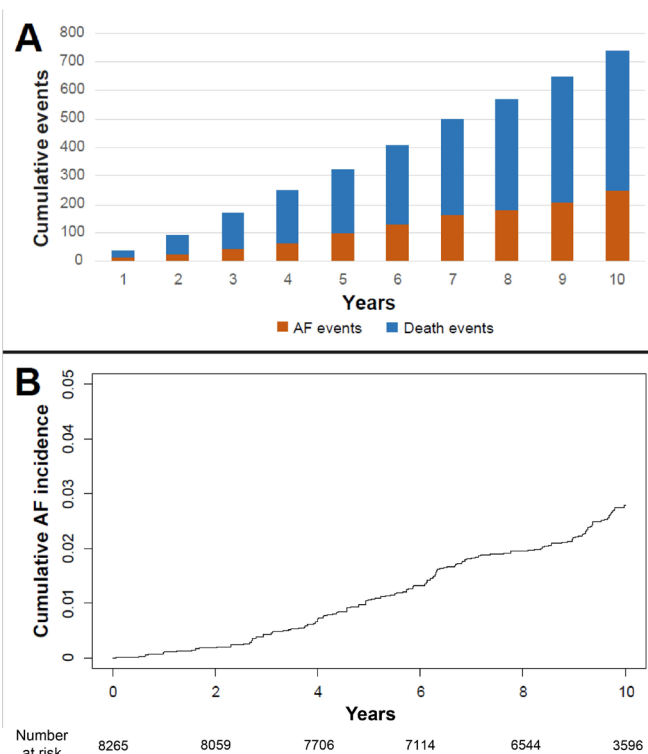 A
800
700
600
500
400
300
200
100
0
Cumulative events
1 2 3 4 5 6 7 8 9 10
Years
AF events Death events
B
0.05
0.04
0.03
0.02
0.01
0
Cumulative AF incidence
0 2 4 6 8 10
Years
Number
at risk
8265 8059 7706 7114 6544 3596